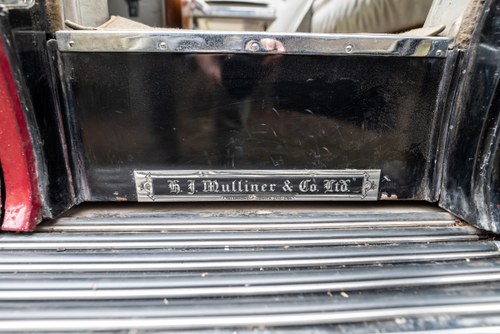 H. J. Mulliner & Co. Ltd.